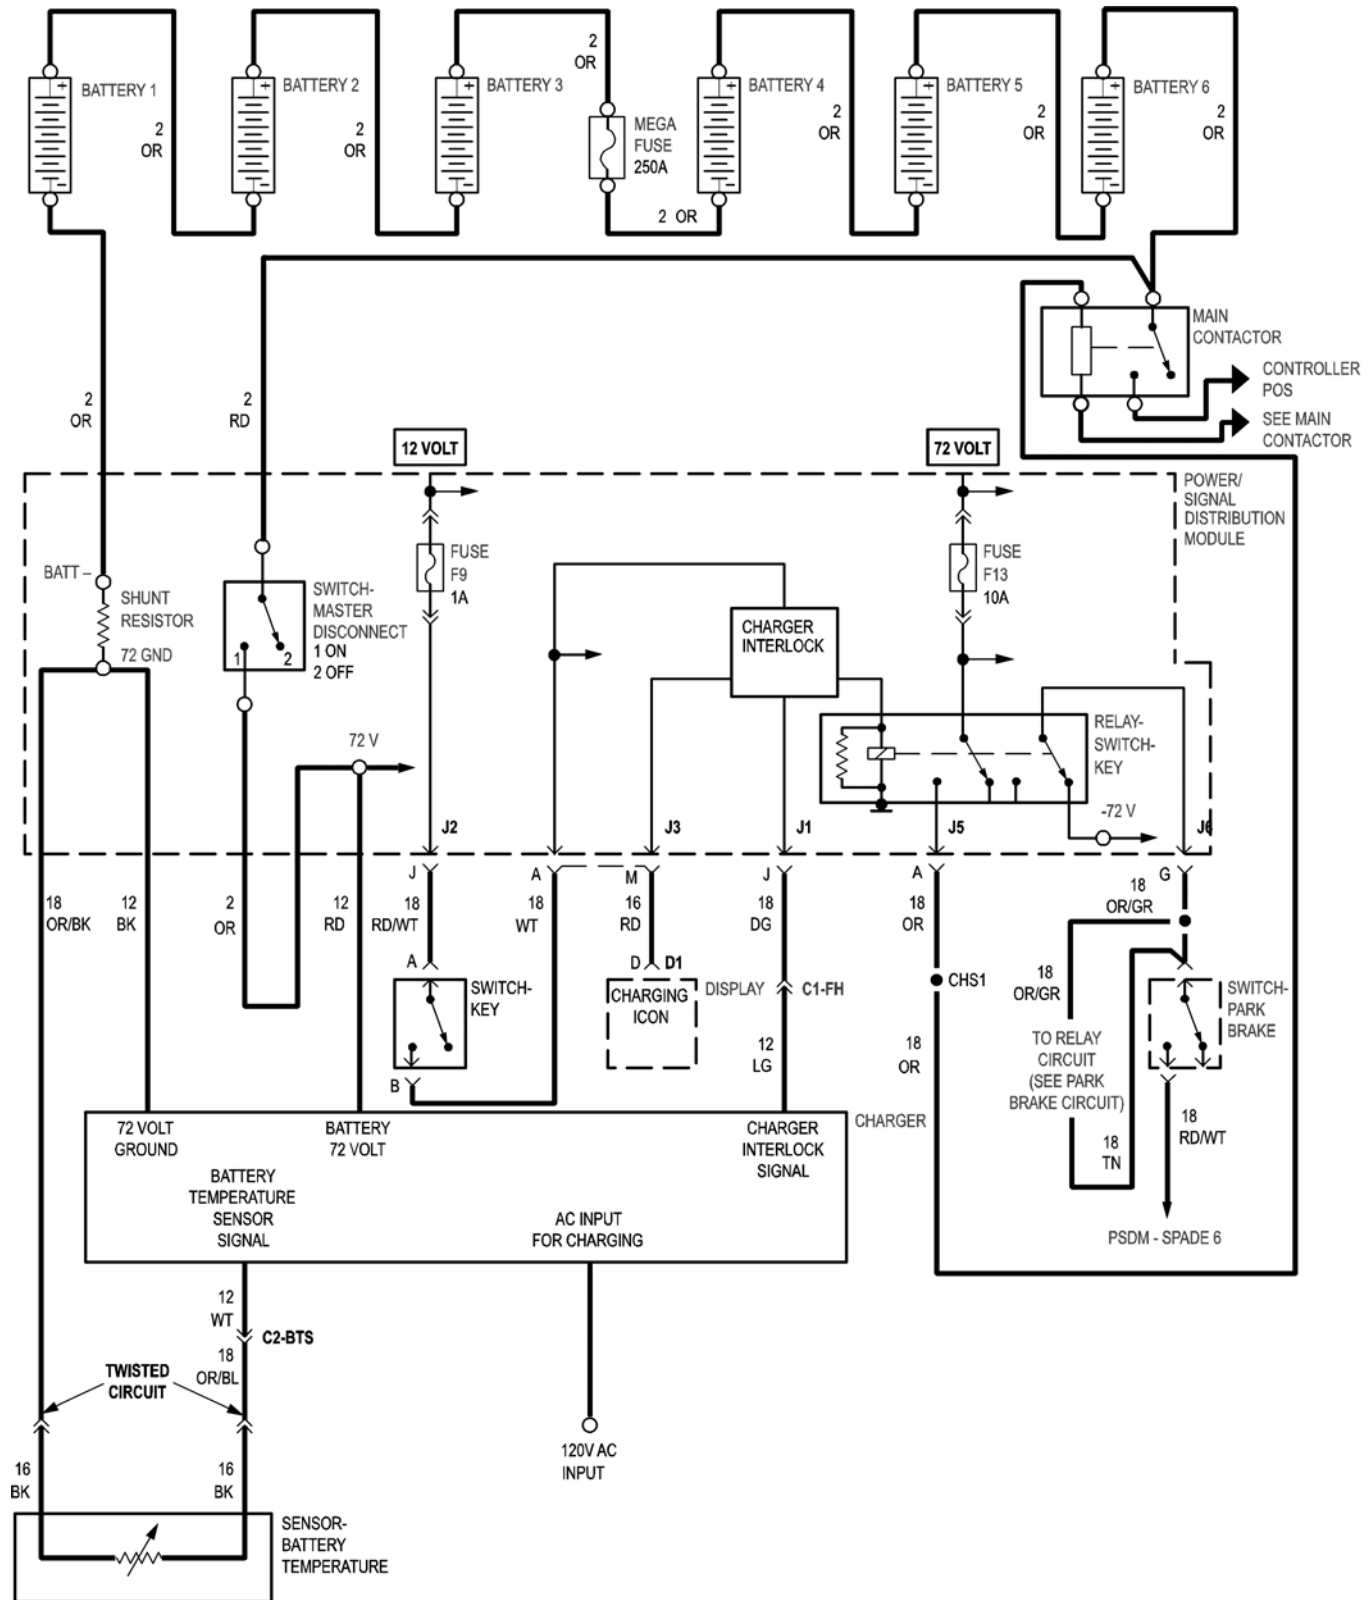 BATTERY 1
BATTERY 2
BATTERY 3
BATTERY 4
BATTERY 5
BATTERY 6
+
+
+
+
+
+
−
−
−
−
−
−
2
OR
2
OR
2
OR
2
OR
2
OR
2
OR
MEGA
FUSE
250A
2 OR
MAIN
CONTACTOR
CONTROLLER
POS
SEE MAIN
CONTACTOR
2
OR
2
RD
12 VOLT
72 VOLT
POWER/
SIGNAL
DISTRIBUTION
MODULE
BATT –
SHUNT
RESISTOR
72 GND
SWITCH-
MASTER
DISCONNECT
1 ON
2 OFF
1
2
FUSE
F9
1A
CHARGER
INTERLOCK
FUSE
F13
10A
RELAY-
SWITCH-
KEY
72 V
-72 V
J2
J3
J1
J5
J6
J
A
M
J
A
G
18
OR/BK
12
BK
2
OR
12
RD
18
RD/WT
18
WT
16
RD
18
DG
18
OR
18
OR/GR
A
SWITCH-
KEY
B
D
D1
CHARGING
ICON
DISPLAY
C1-FH
12
LG
CHS1
18
OR
18
OR/GR
SWITCH-
PARK
BRAKE
TO RELAY
CIRCUIT
(SEE PARK
BRAKE CIRCUIT)
18
TN
18
RD/WT
PSDM - SPADE 6
72 VOLT
GROUND
BATTERY
72 VOLT
CHARGER
INTERLOCK
SIGNAL
CHARGER
BATTERY
TEMPERATURE
SENSOR
SIGNAL
AC INPUT
FOR CHARGING
12
WT
C2-BTS
18
OR/BL
TWISTED
CIRCUIT
120V AC
INPUT
16
BK
16
BK
SENSOR-
BATTERY
TEMPERATURE